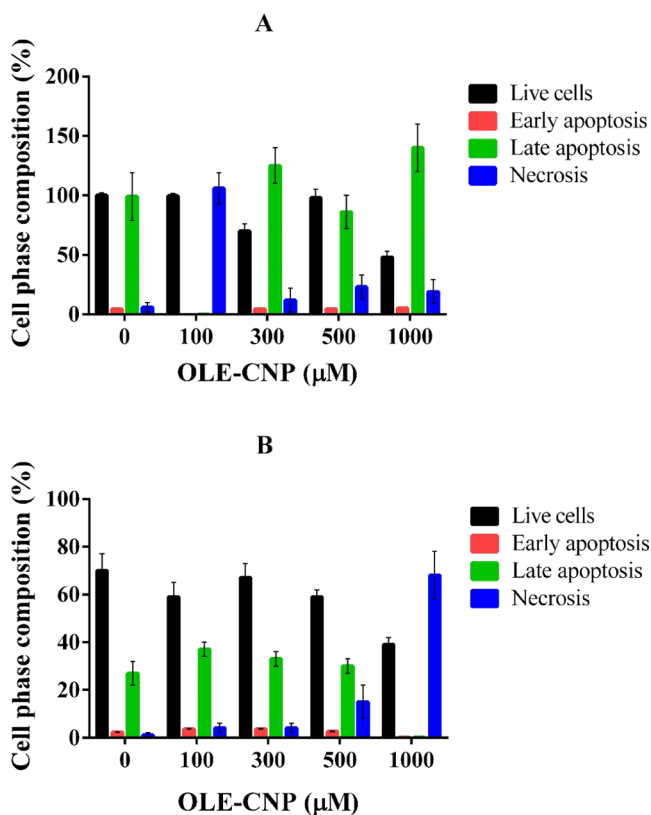 A
Cell phase composition (%)
200
150
100
50
0
0 100 300 500 1000
OLE-CNP (μM)
Live cells
Early apoptosis
Late apoptosis
Necrosis
B
Cell phase composition (%)
100
80
60
40
20
0
0 100 300 500 1000
OLE-CNP (μM)
Live cells
Early apoptosis
Late apoptosis
Necrosis